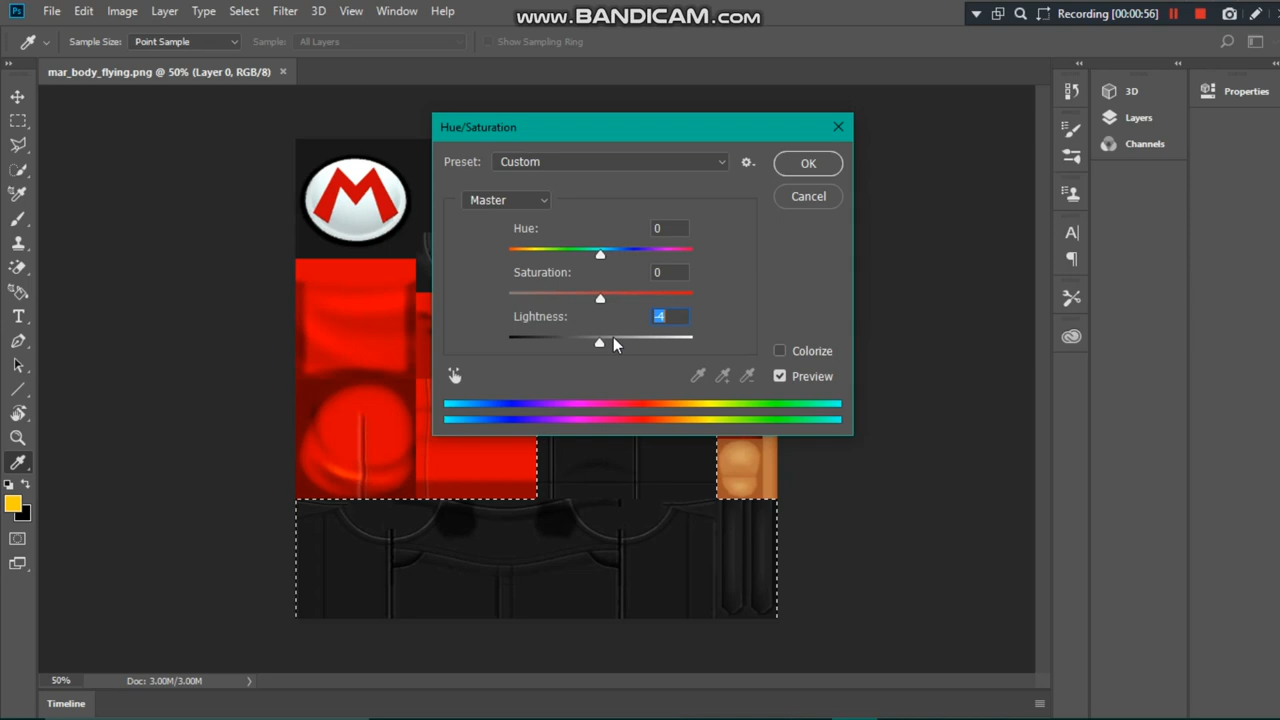 Ps File Edit Image Layer Type Select Filter 3D View Window Help
www.BANDICAM.com
Recording [00:00:56]
Sample Size: Point Sample Sample: All Layers Show Sampling Ring
mar_body_flying.png @ 50% (Layer 0, RGB/8)
3D
Properties
Layers
Channels
M
Hue/Saturation
Preset: Custom
OK
Cancel
Master
Hue: 0
Saturation: 0
Lightness: -4
Colorize
Preview
50% Doc: 3.00M/3.00M
Timeline